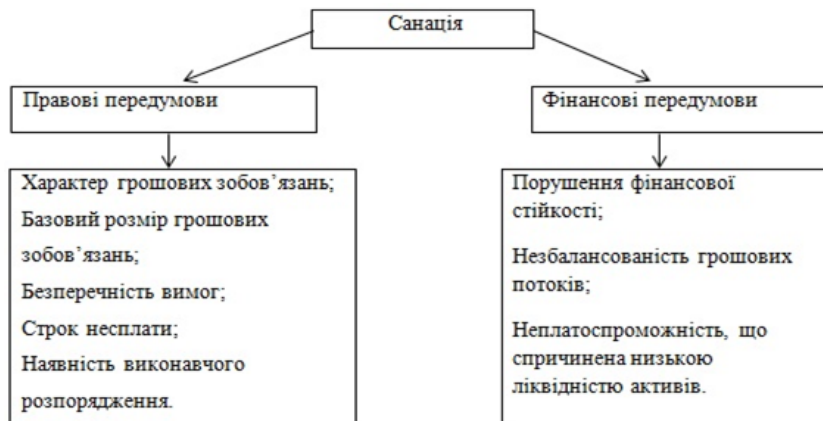 Санація
Правові передумови
Фінансові передумови
Характер грошових зобов’язань;
Базовий розмір грошових
зобов’язань;
Безперечність вимог;
Строк несплати;
Наявність виконавчого
розпорядження.
Порушення фінансової
стійкості;
Незбалансованість грошових
потоків;
Неплатоспроможність, що
спричинена низькою
ліквідністю активів.